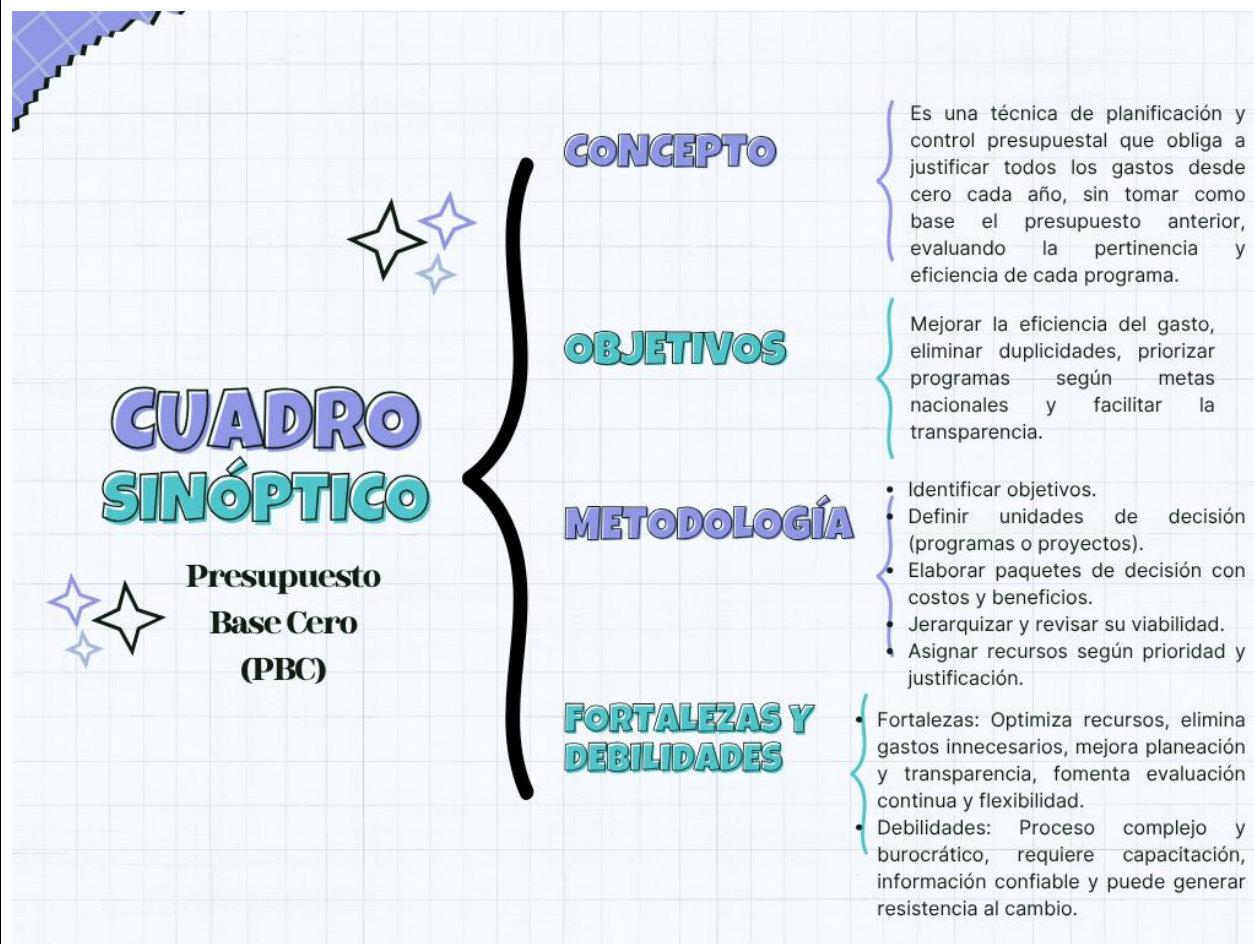 CUADRO
SINÓPTICO
Presupuesto
Base Cero
(PBC)
CONCEPTO
Es una técnica de planificación y
control presupuestal que obliga a
justificar todos los gastos desde
cero cada año, sin tomar como
base el presupuesto anterior,
evaluando la pertinencia y
eficiencia de cada programa.
OBJETIVOS
Mejorar la eficiencia del gasto,
eliminar duplicidades, priorizar
programas según metas
nacionales y facilitar la
transparencia.
METODOLOGÍA
• Identificar objetivos.
• Definir unidades de decisión
(programas o proyectos).
• Elaborar paquetes de decisión con
costos y beneficios.
• Jerarquizar y revisar su viabilidad.
• Asignar recursos según prioridad y
justificación.
FORTALEZAS Y
DEBILIDADES
• Fortalezas: Optimiza recursos, elimina
gastos innecesarios, mejora planeación
y transparencia, fomenta evaluación
continua y flexibilidad.
• Debilidades: Proceso complejo y
burocrático, requiere capacitación,
información confiable y puede generar
resistencia al cambio.